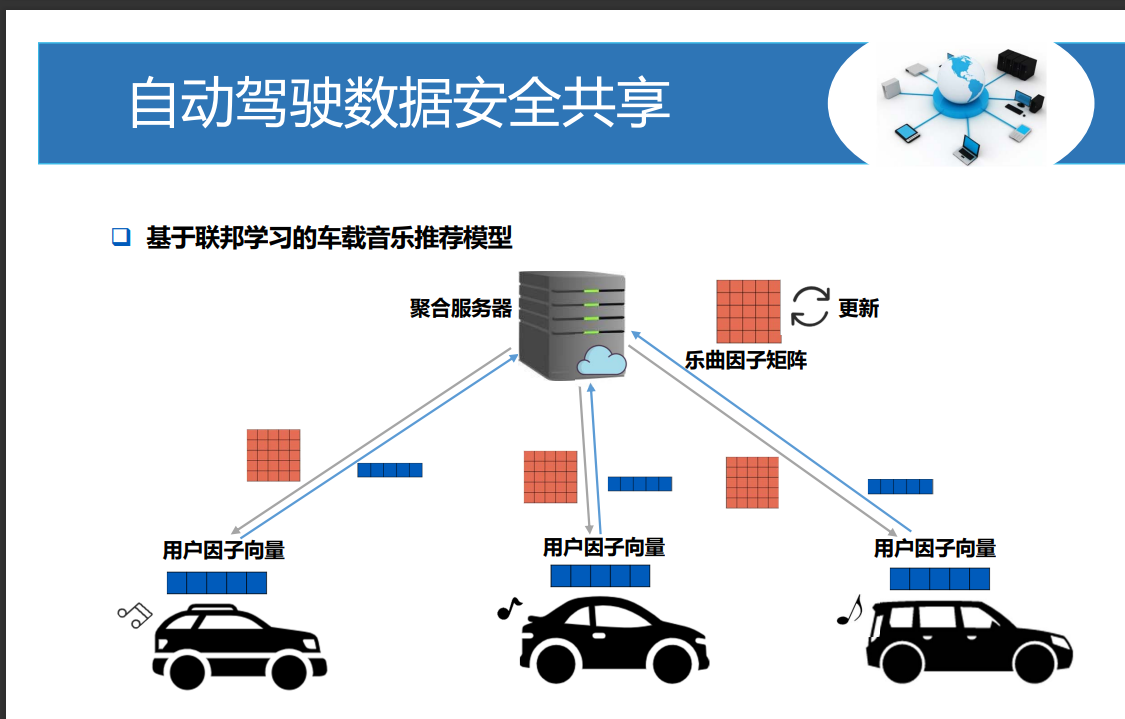 自动驾驶数据安全共享
基于联邦学习的车载音乐推荐模型
聚合服务器
更新
乐曲因子矩阵
用户因子向量
用户因子向量
用户因子向量